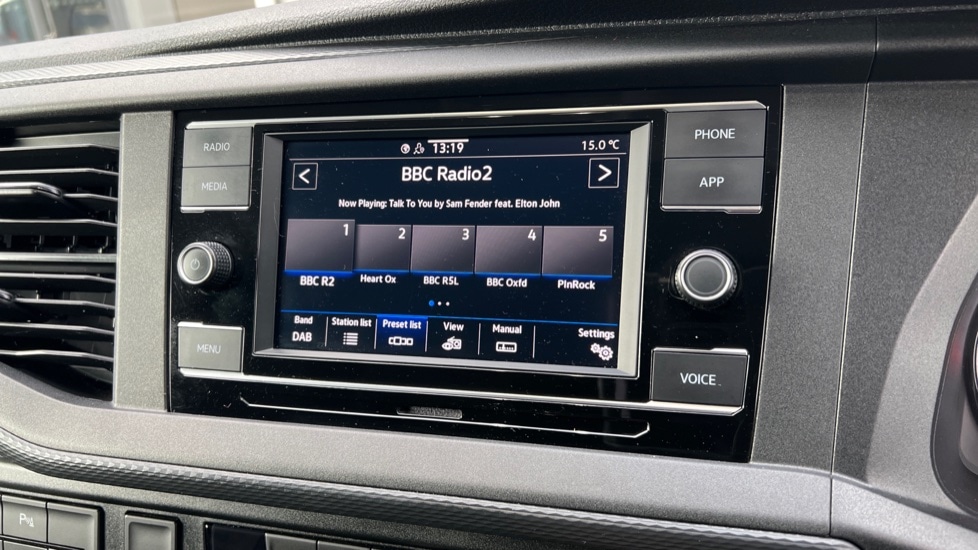 RADIO
MEDIA
MENU
13:19
15.0 °C
<
BBC Radio2
>
Now Playing: Talk To You by Sam Fender feat. Elton John
1 2 3 4 5
BBC R2 Heart Ox BBC R5L BBC Oxfd PlnRock
Band Station list Preset list View Manual Settings
DAB
PHONE
APP
VOICE
P